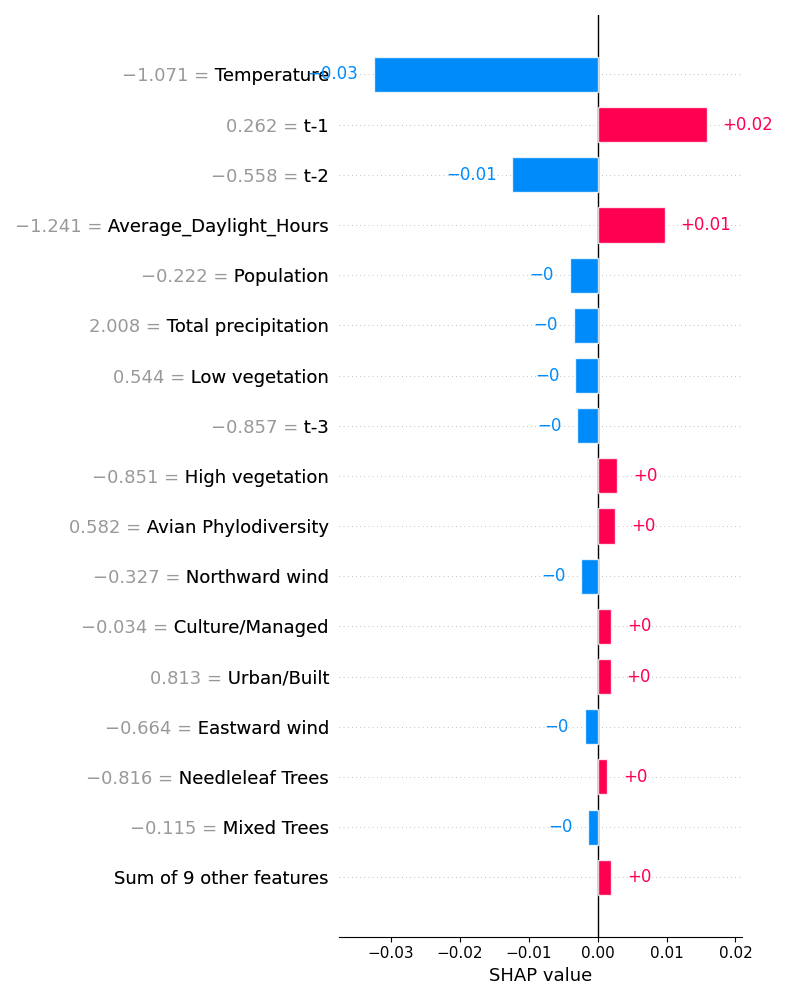 −1.071 = Temperature −0.03
0.262 = t-1 +0.02
−0.558 = t-2 −0.01
−1.241 = Average_Daylight_Hours +0.01
−0.222 = Population −0
2.008 = Total precipitation −0
0.544 = Low vegetation −0
−0.857 = t-3 −0
−0.851 = High vegetation +0
0.582 = Avian Phylodiversity +0
−0.327 = Northward wind −0
−0.034 = Culture/Managed +0
0.813 = Urban/Built +0
−0.664 = Eastward wind −0
−0.816 = Needleleaf Trees +0
−0.115 = Mixed Trees −0
Sum of 9 other features +0
−0.03 −0.02 −0.01 0.00 0.01 0.02
SHAP value